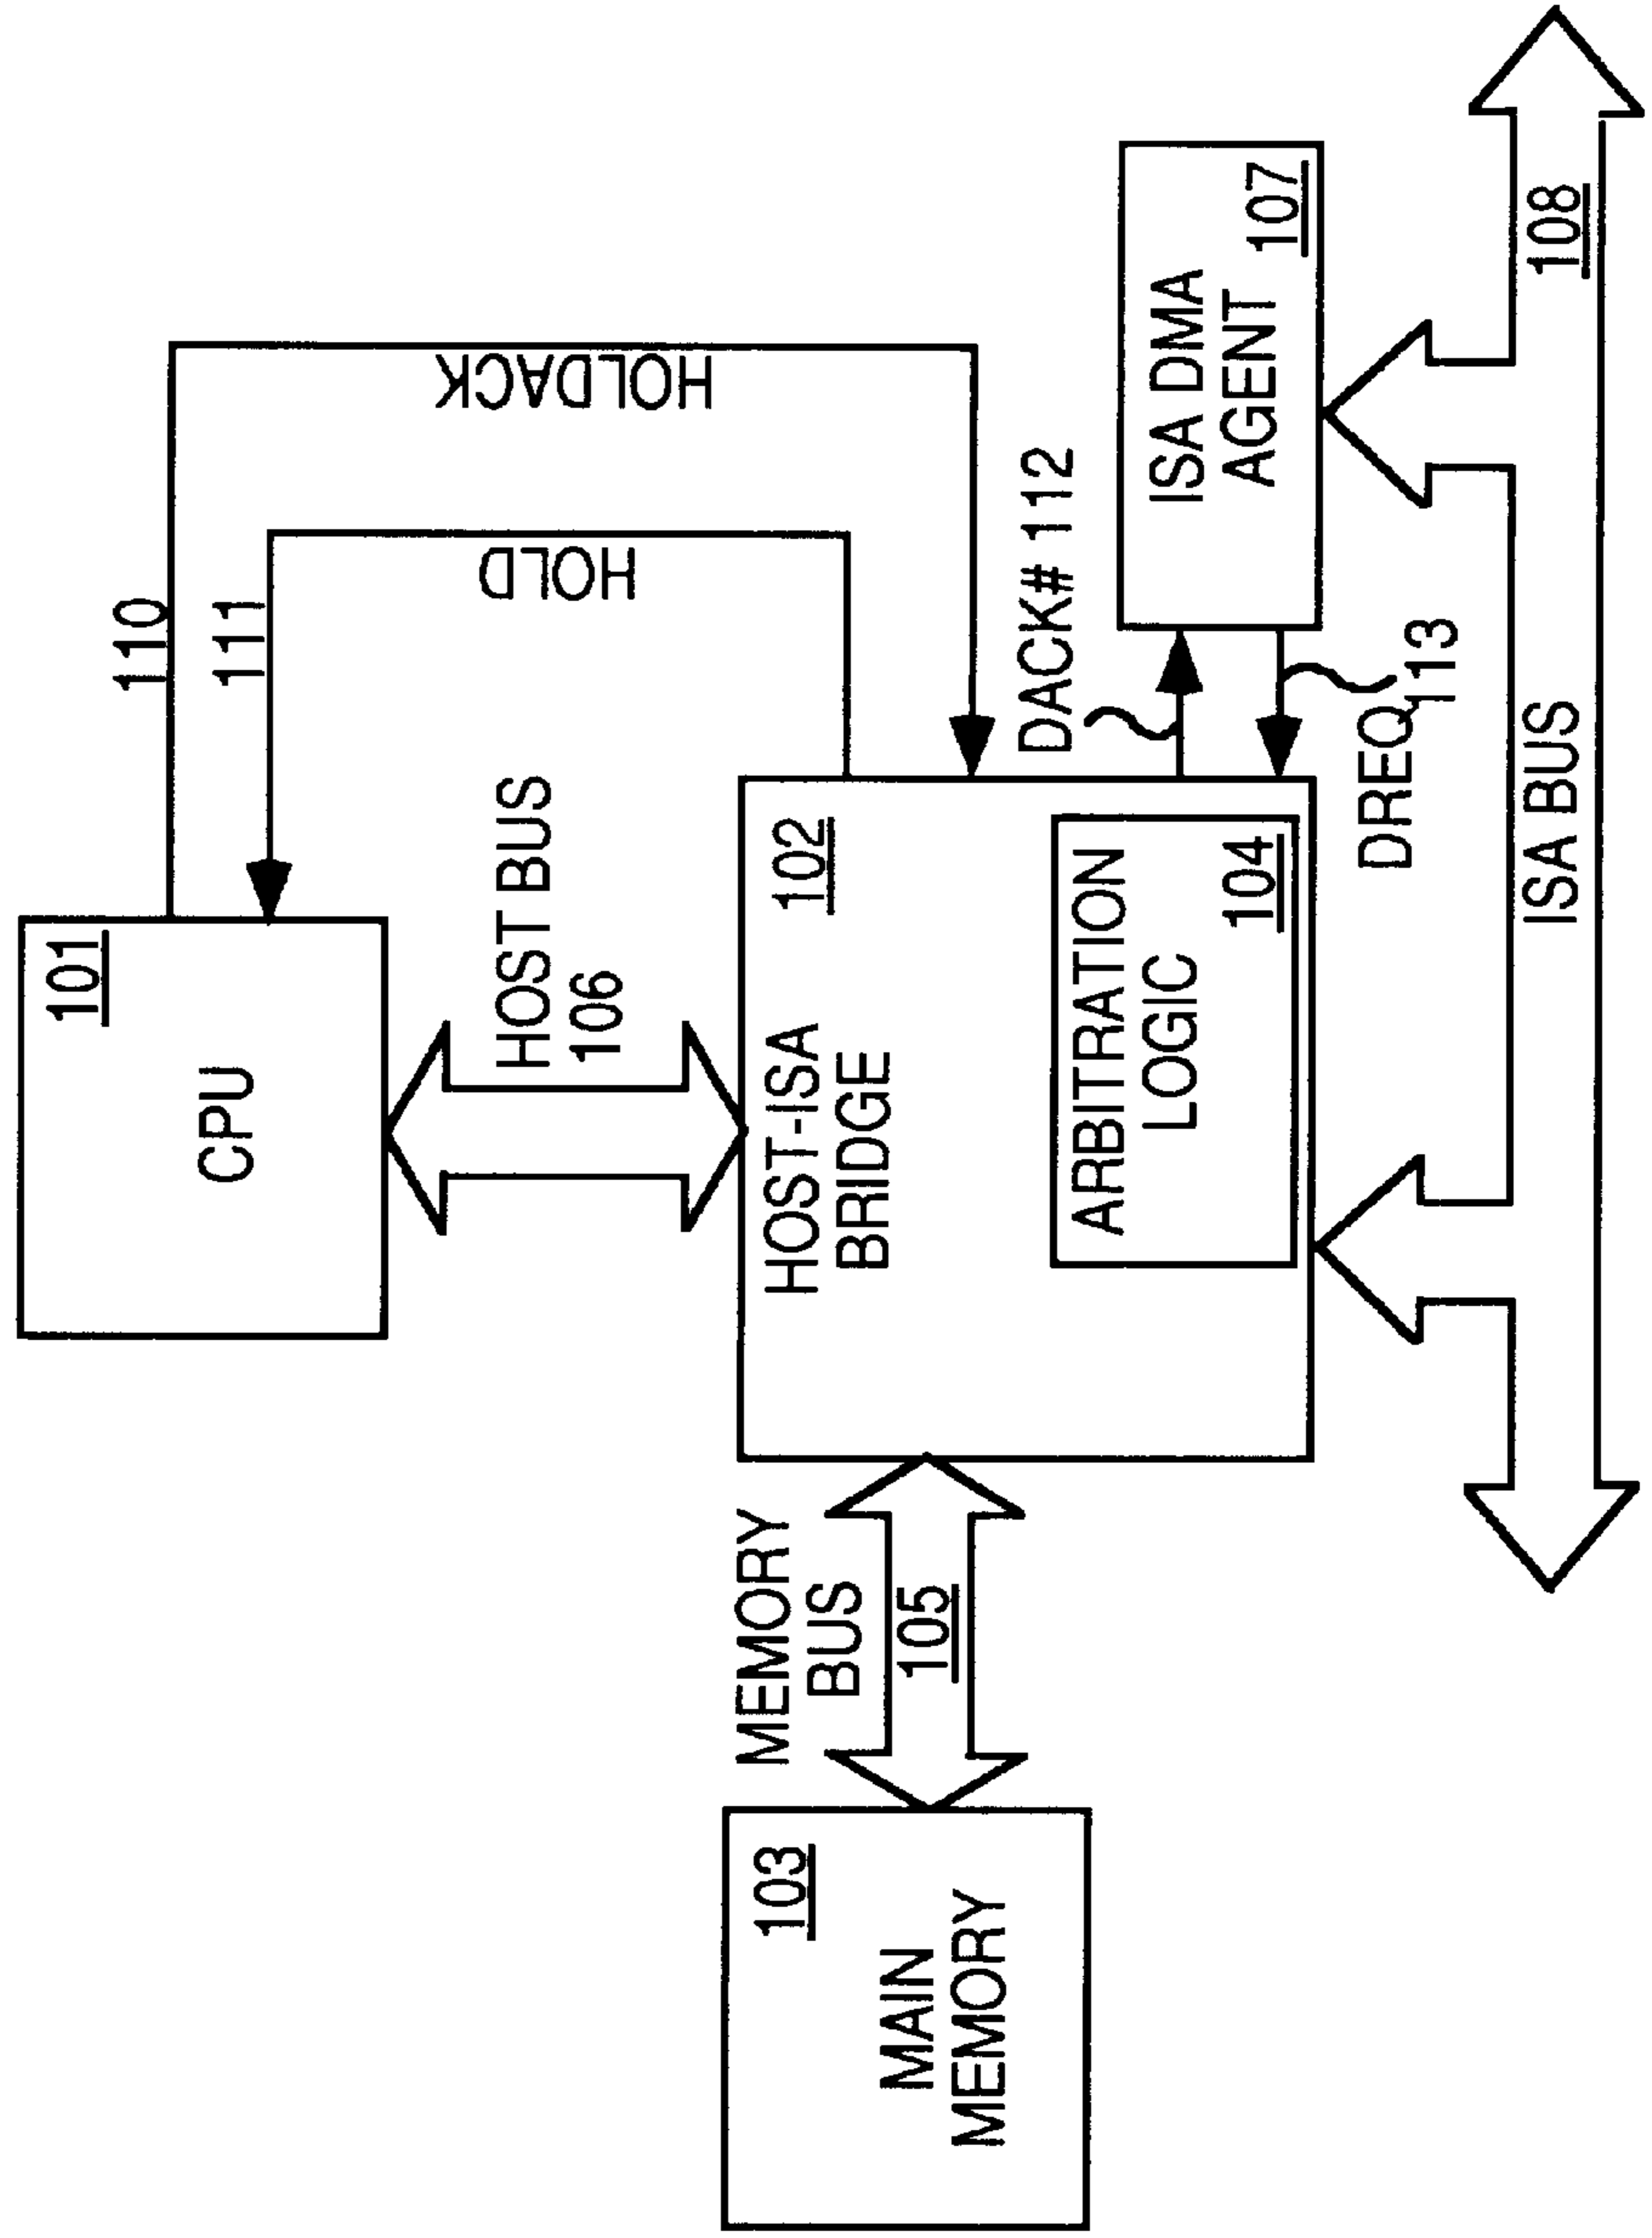 110
111
101
CPU
HOLDACK
HOLD
HOST BUS
106
HOST-ISA
BRIDGE
102
ARBITRATION
LOGIC
104
MEMORY
BUS
105
103
MAIN
MEMORY
DACK# 112
DREQ 113
ISA DMA
AGENT
107
ISA BUS
108